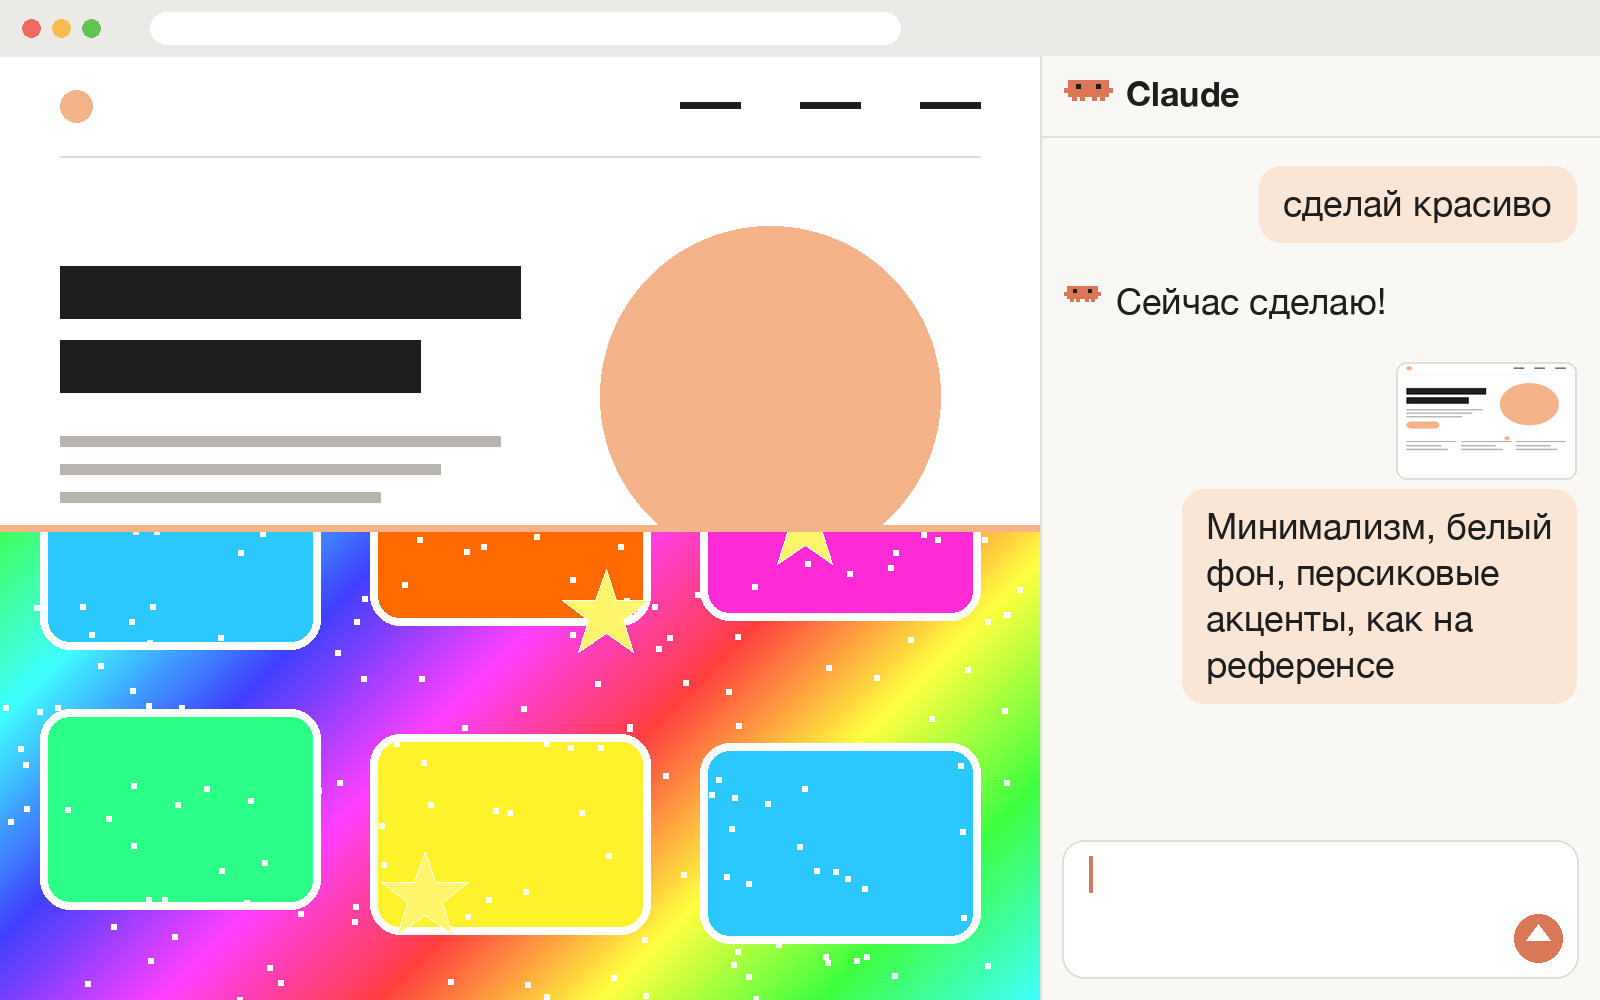 Claude
сделай красиво
Сейчас сделаю!
Минимализм, белый
фон, персиковые
акценты, как на
референсе